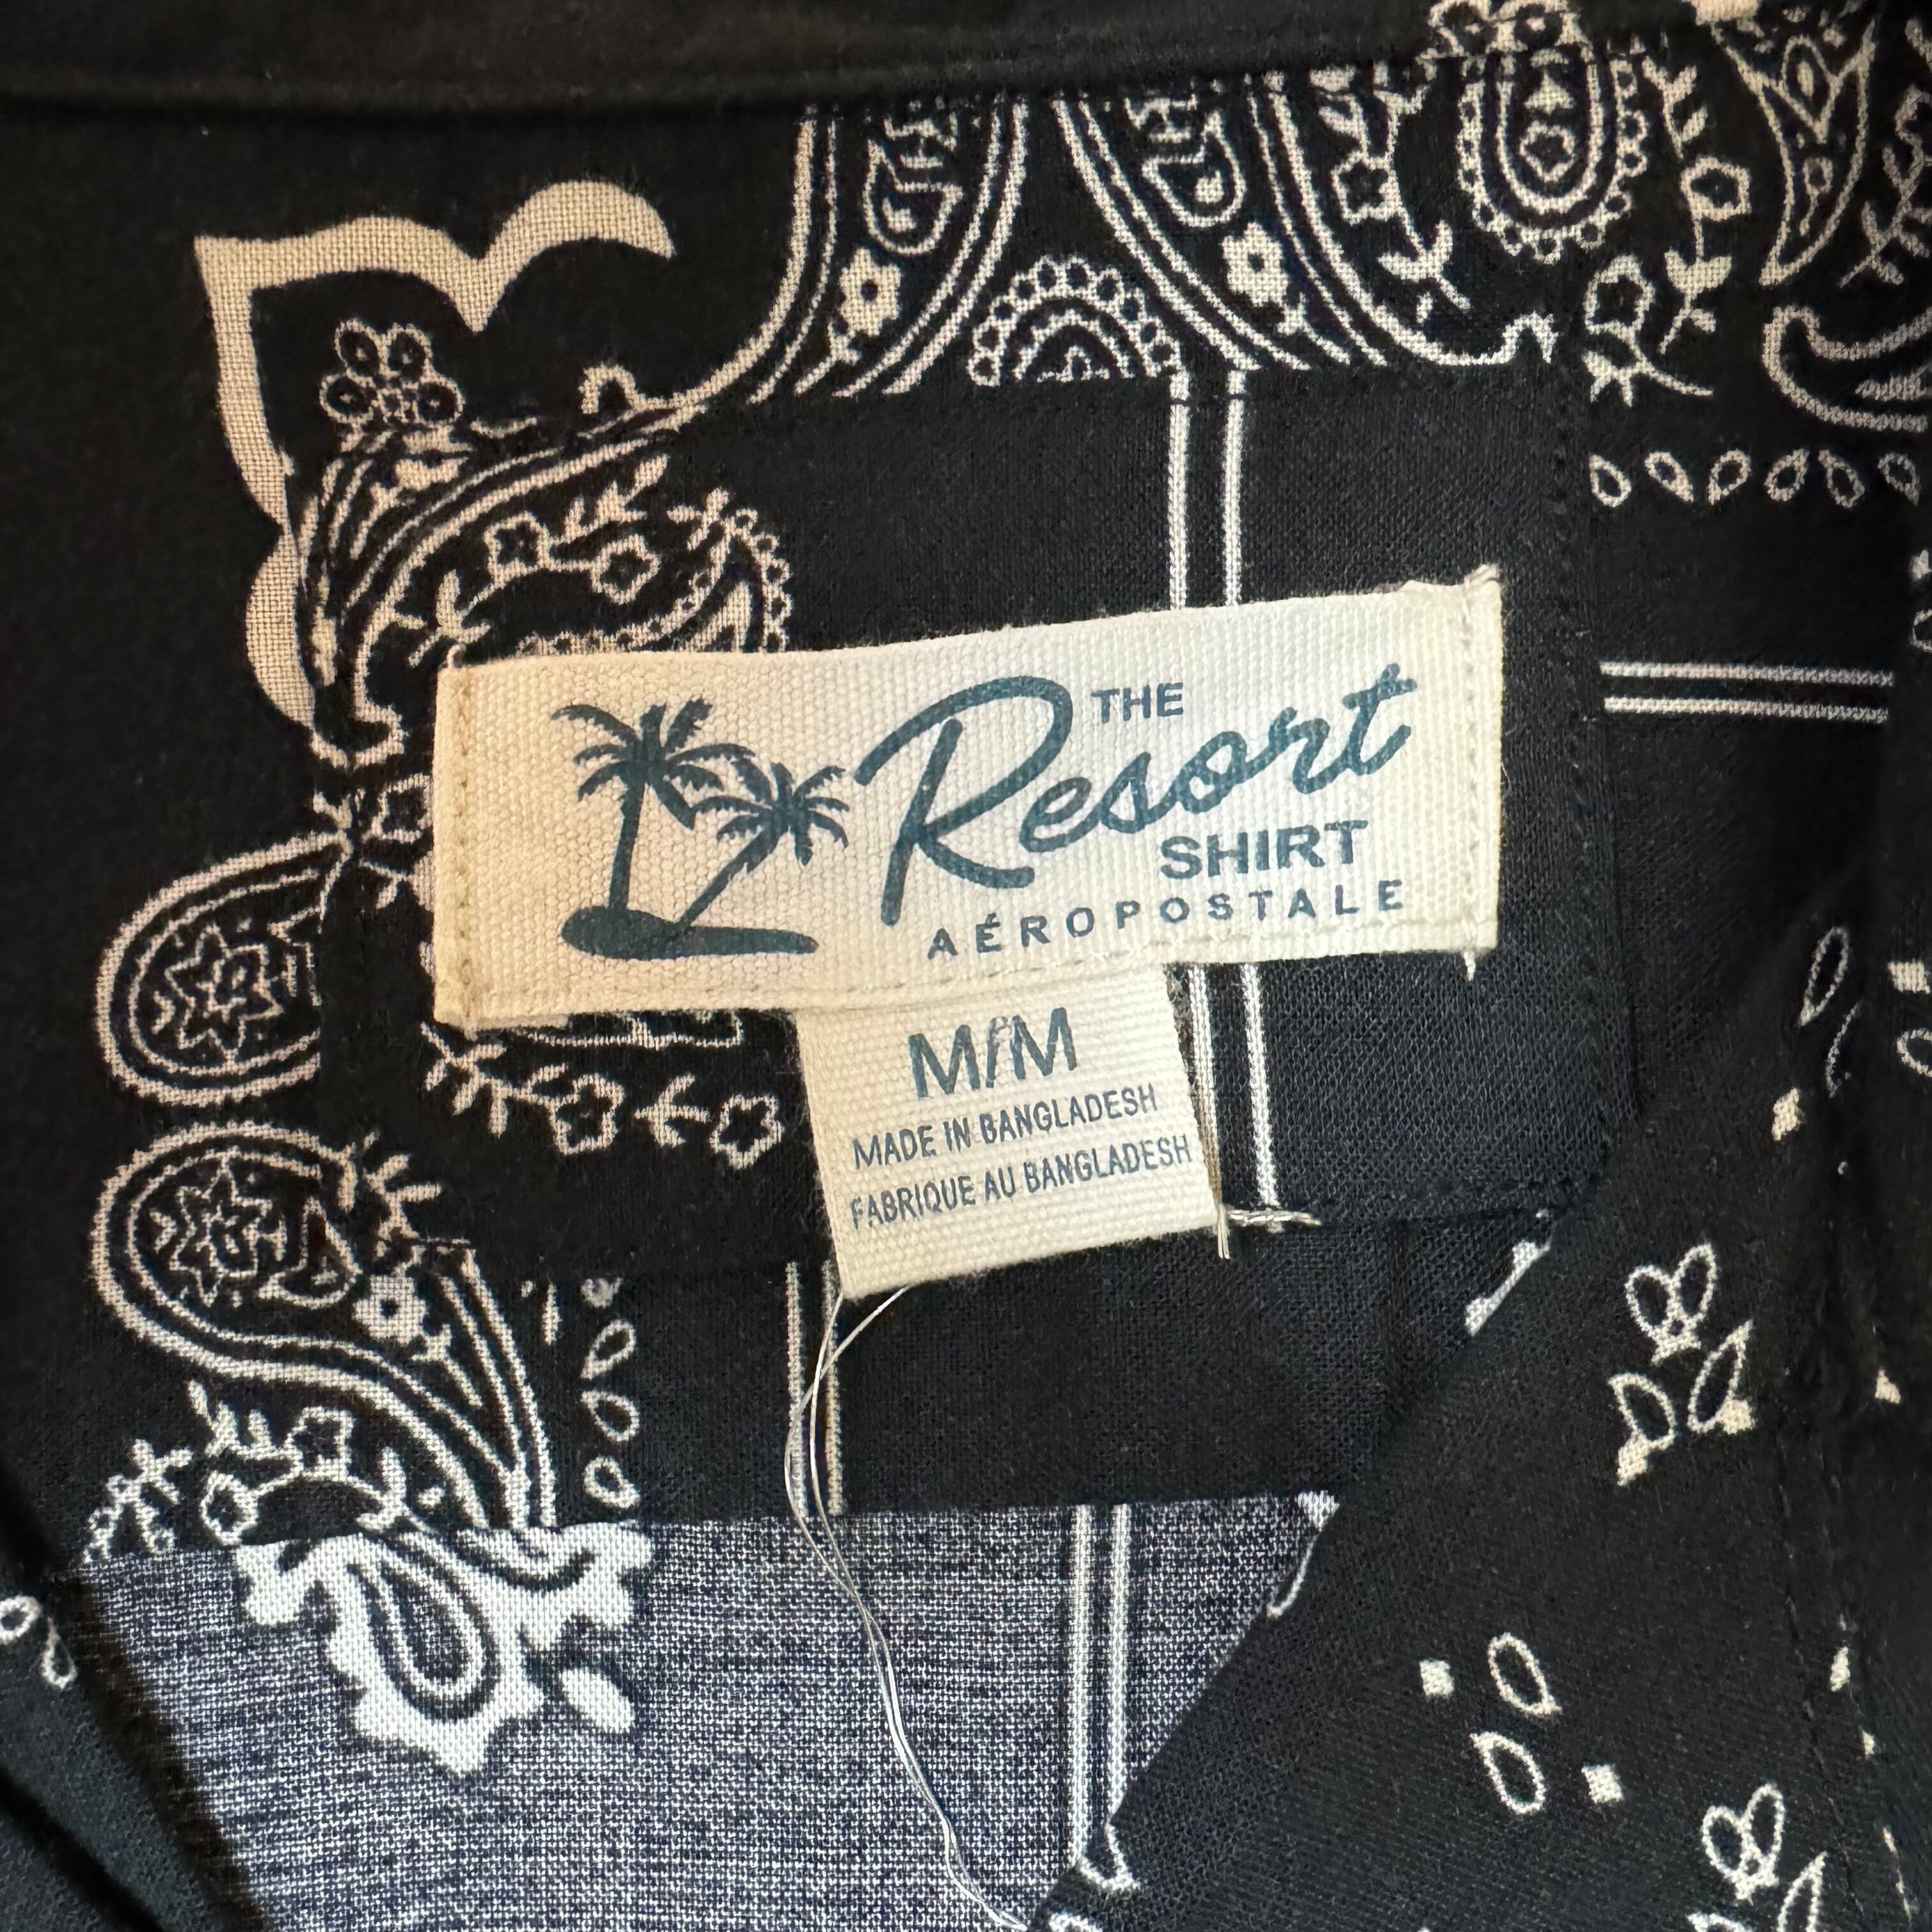 THE
Resort
SHIRT
AÉROPOSTALE
M/M
MADE IN BANGLADESH
FABRIQUE AU BANGLADESH